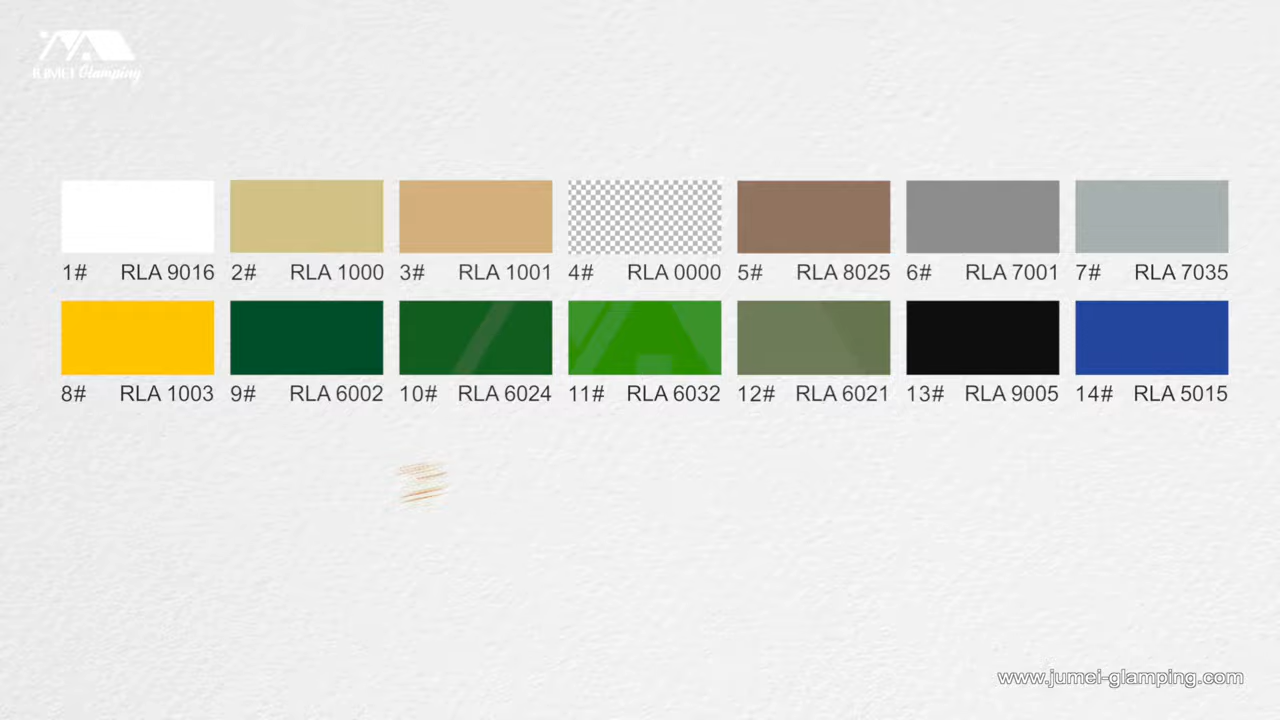 JUMEI Glamping
1# RLA 9016 2# RLA 1000 3# RLA 1001 4# RLA 0000 5# RLA 8025 6# RLA 7001 7# RLA 7035
8# RLA 1003 9# RLA 6002 10# RLA 6024 11# RLA 6032 12# RLA 6021 13# RLA 9005 14# RLA 5015
www.jumei-glamping.com